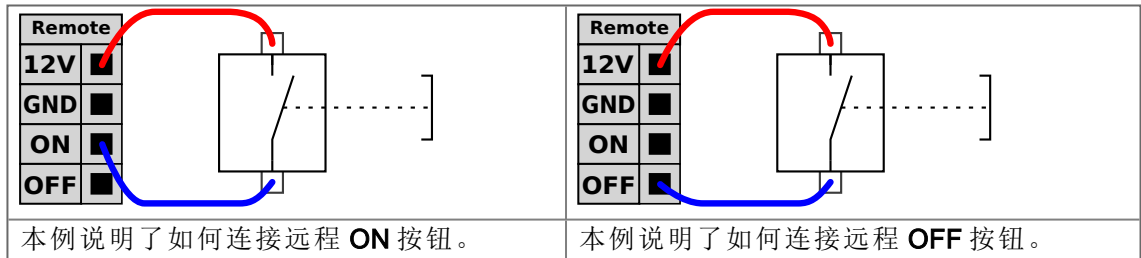 Remote
12V
GND
ON
OFF
本例说明了如何连接远程 ON 按钮。
Remote
12V
GND
ON
OFF
本例说明了如何连接远程 OFF 按钮。